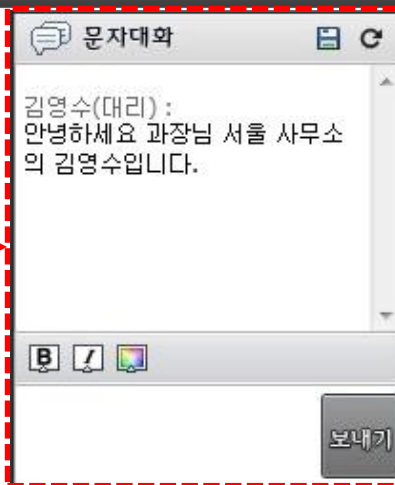 문자대화
김영수(대리) :
안녕하세요 과장님 서울 사무소
의 김영수입니다.
B I
보내기